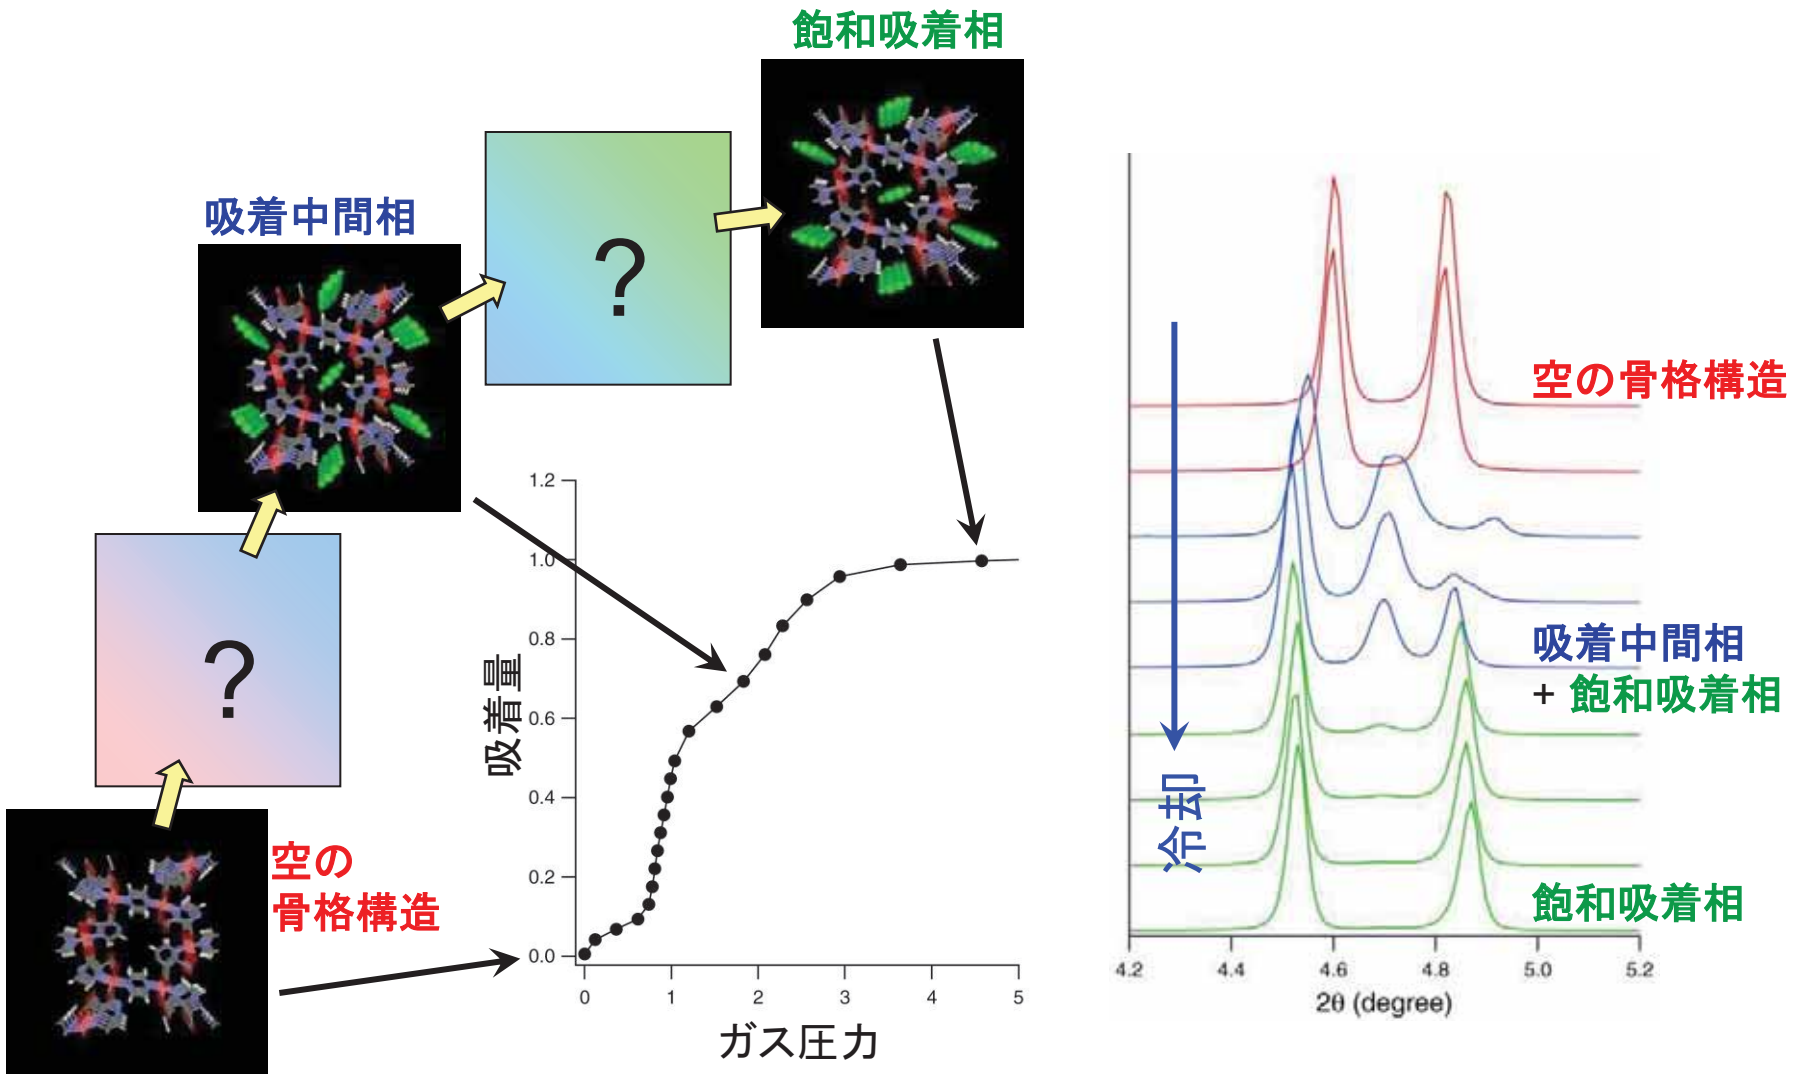 飽和吸着相
吸着中間相
?
?
空の
骨格構造
1.2
1.0
0.8
0.6
0.4
0.2
0.0
吸着量
0 1 2 3 4 5
ガス圧力
空の骨格構造
吸着中間相
+ 飽和吸着相
飽和吸着相
冷却
4.2 4.4 4.6 4.8 5.0 5.2
2θ (degree)